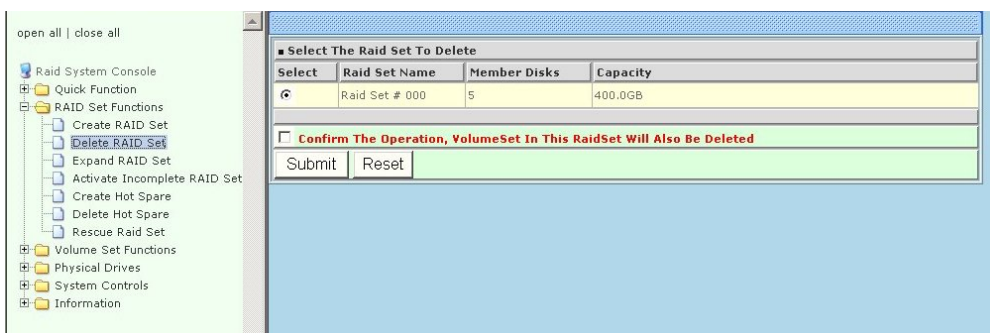 open all | close all
Raid System Console
Quick Function
RAID Set Functions
Create RAID Set
Delete RAID Set
Expand RAID Set
Activate Incomplete RAID Set
Create Hot Spare
Delete Hot Spare
Rescue Raid Set
Volume Set Functions
Physical Drives
System Controls
Information
Select The Raid Set To Delete
Select Raid Set Name Member Disks Capacity
Raid Set # 000 5 400.0GB
Confirm The Operation, VolumeSet In This RaidSet Will Also Be Deleted
Submit Reset